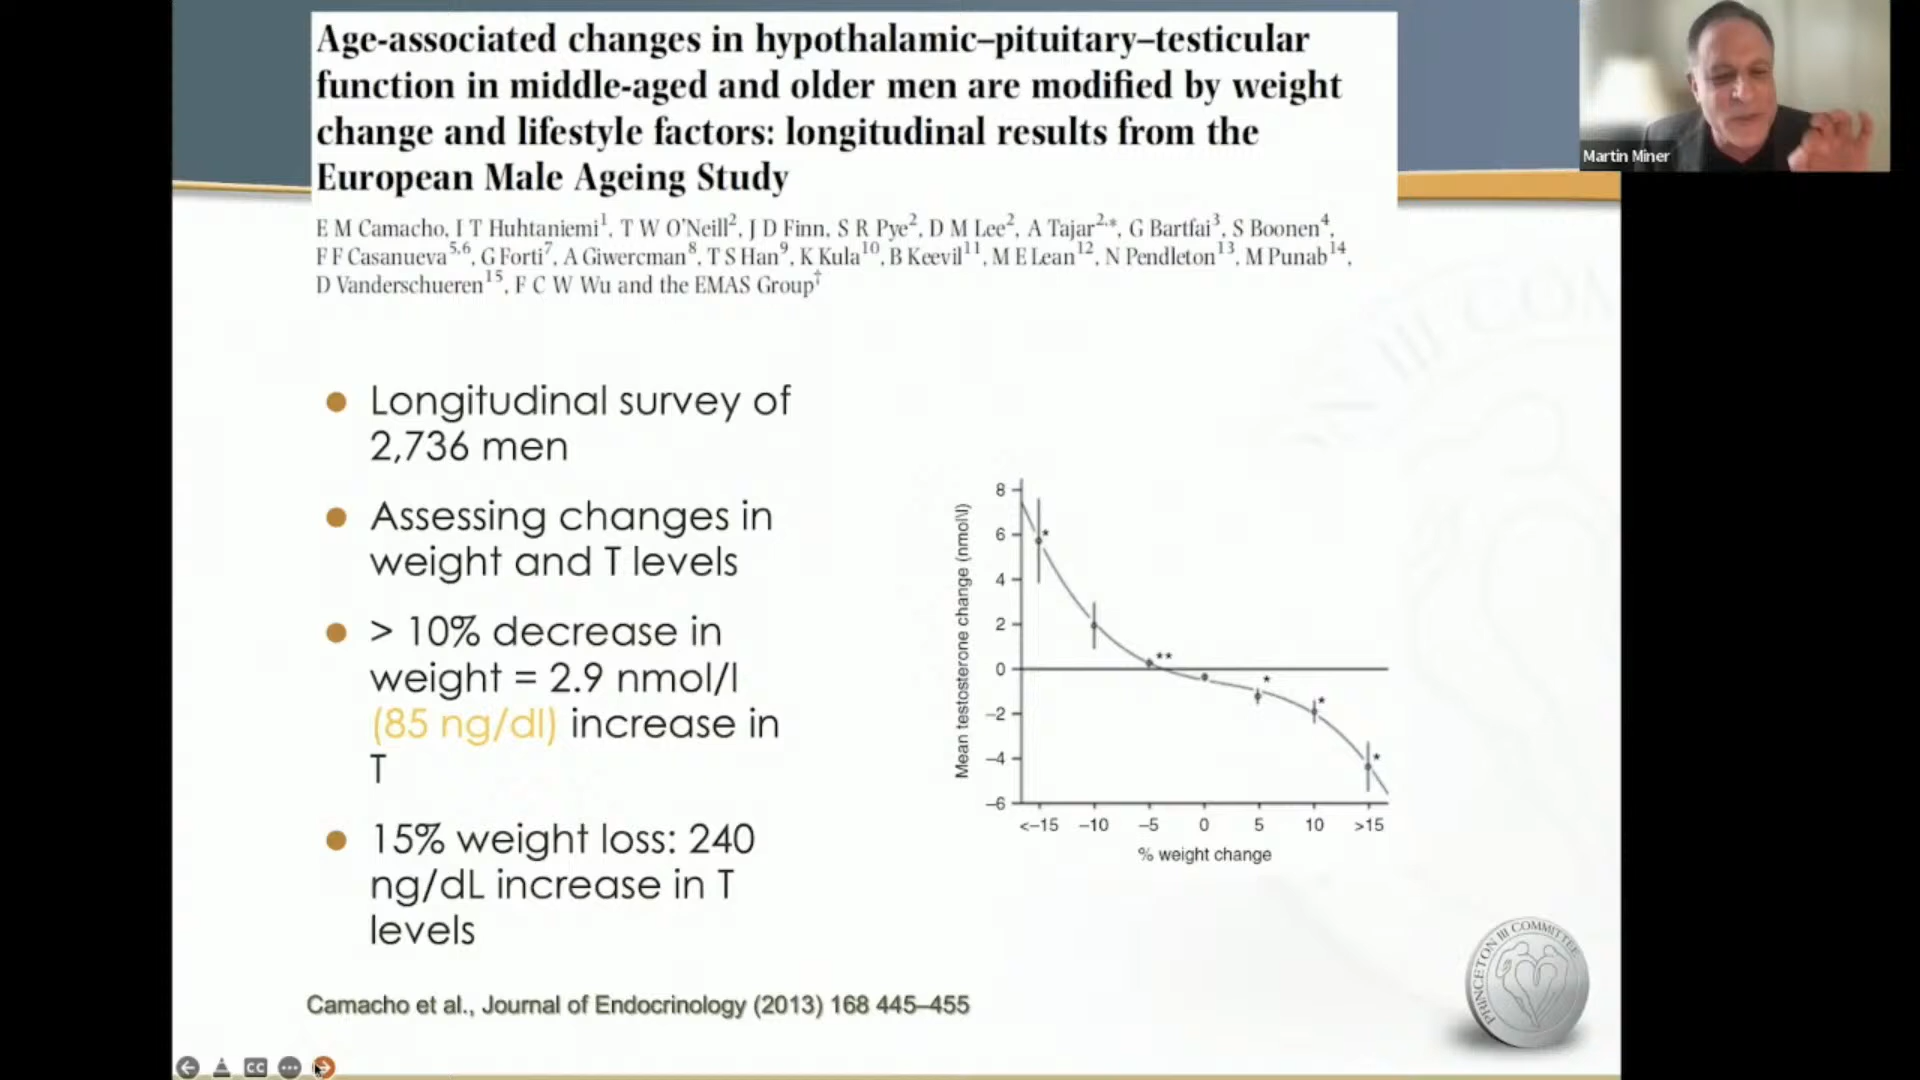 Age-associated changes in hypothalamic–pituitary–testicular
function in middle-aged and older men are modified by weight
change and lifestyle factors: longitudinal results from the
European Male Ageing Study
Martin Miner
E M Camacho, I T Huhtaniemi1, T W O'Neill2, J D Finn, S R Pye2, D M Lee2, A Tajar2,*, G Bartfai3, S Boonen4,
F F Casanueva5,6, G Forti7, A Giwercman8, T S Han9, K Kula10, B Keevil11, M E Lean12, N Pendleton13, M Punab14,
D Vanderschueren15, F C W Wu and the EMAS Group†
● Longitudinal survey of
2,736 men
● Assessing changes in
weight and T levels
● > 10% decrease in
weight = 2.9 nmol/l
(85 ng/dl) increase in
T
● 15% weight loss: 240
ng/dL increase in T
levels
Mean testosterone change (nmol\l)
8
6
4
2
0
–2
–4
–6
*
**
*
*
*
<–15 –10 –5 0 5 10 >15
% weight change
Camacho et al., Journal of Endocrinology (2013) 168 445–455
PRINCETON III COMMITTEE
III COM
CC